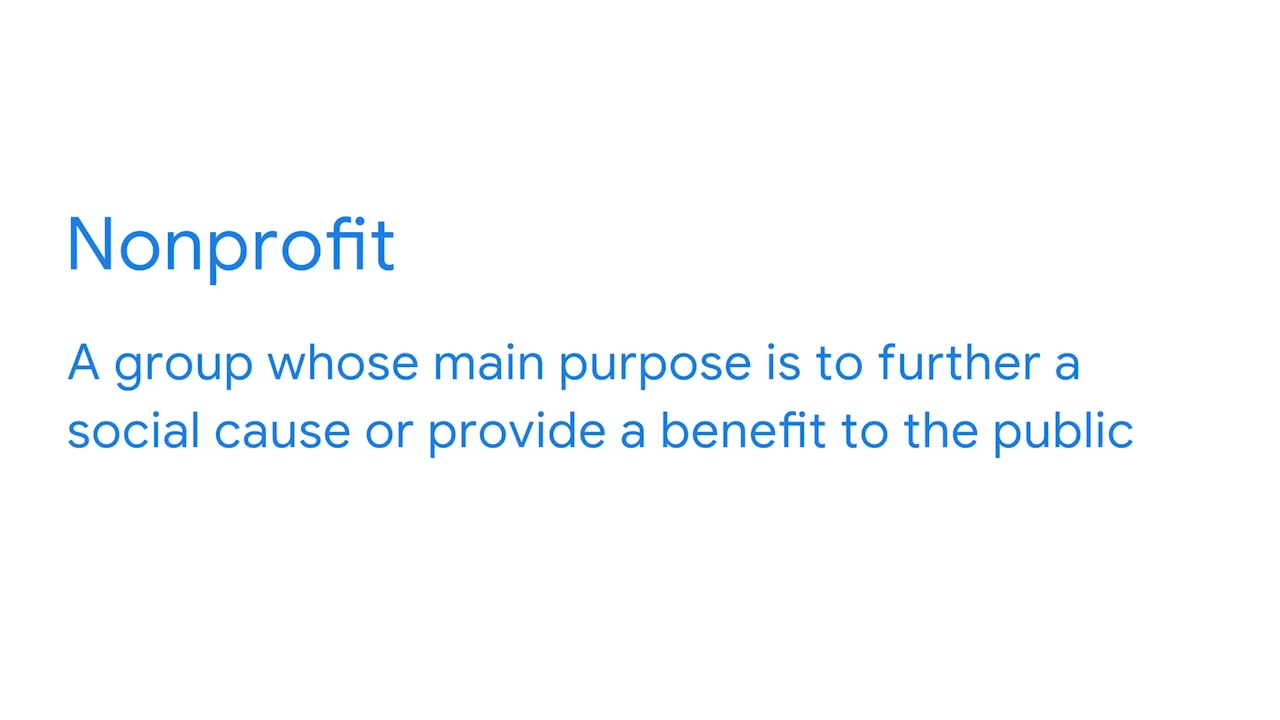 Nonprofit
A group whose main purpose is to further a
social cause or provide a benefit to the public